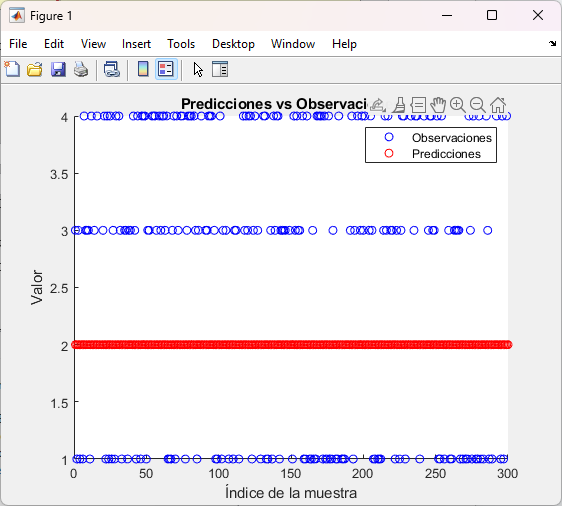 Figure 1
File Edit View Insert Tools Desktop Window Help
Predicciones vs Observaci
Observaciones
Predicciones
4
3.5
3
2.5
2
1.5
1
Valor
0 50 100 150 200 250 300
Índice de la muestra